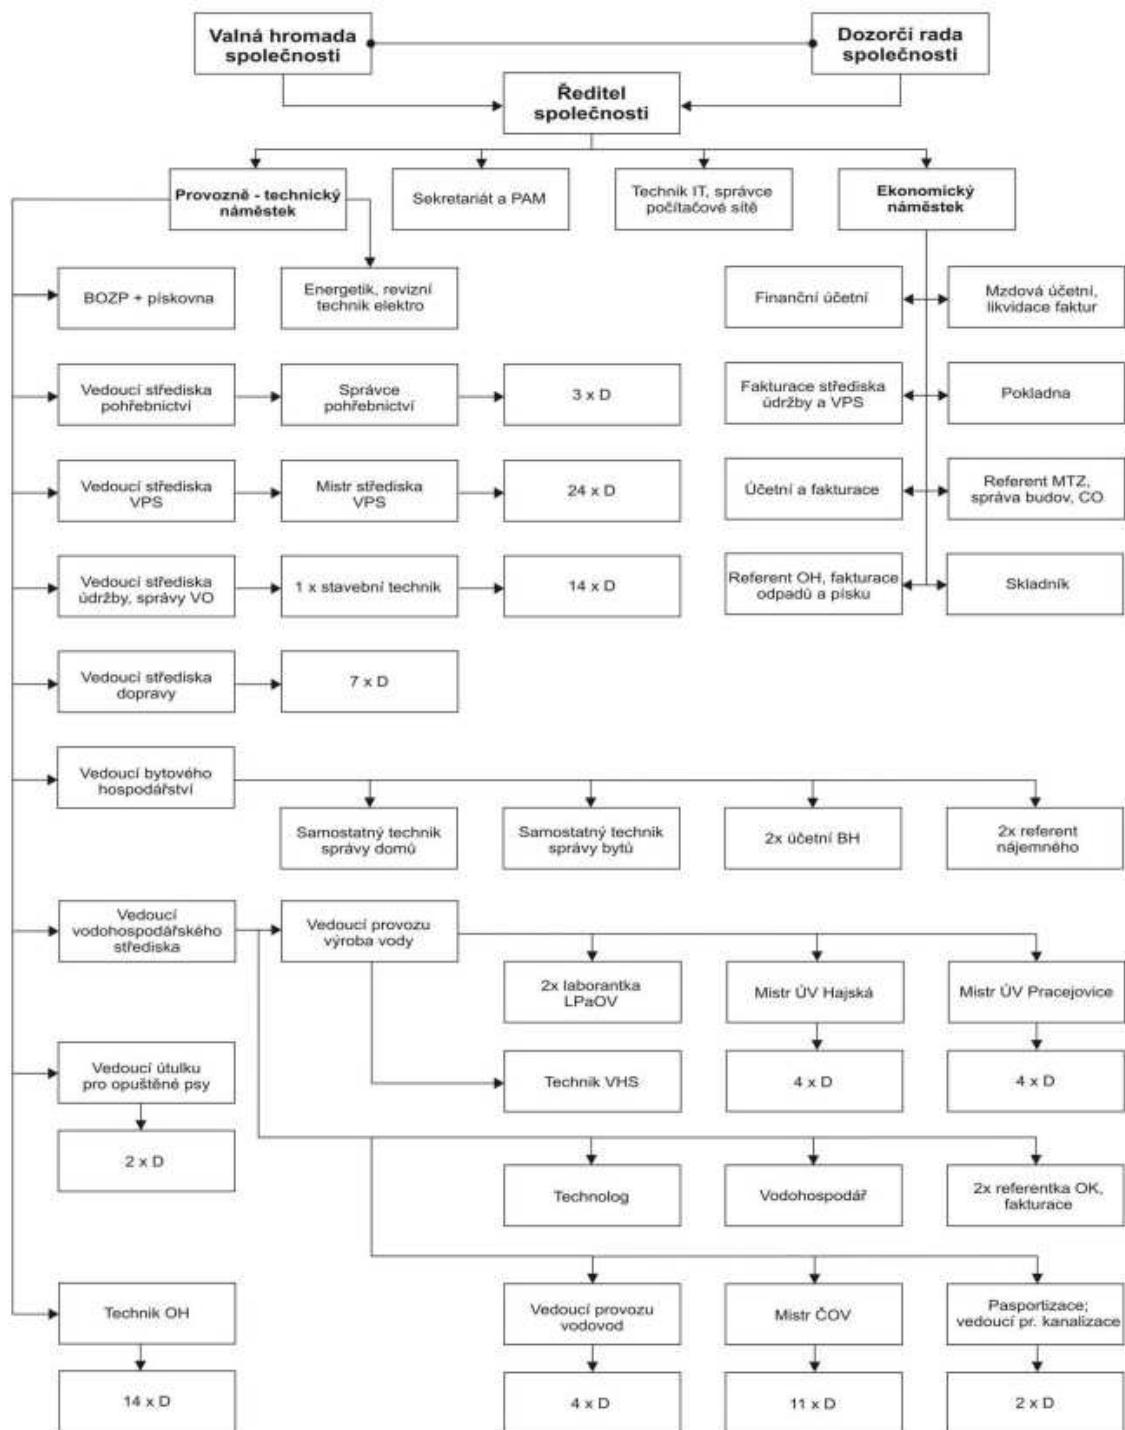 Valná hromada
společnosti
Dozorčí rada
společnosti
Ředitel
společnosti
Provozně - technický
náměstek
Sekretariát a PAM
Technik IT, správce
počítačové sítě
Ekonomický
náměstek
BOZP + pískovna
Energetik, revizní
technik elektro
Finanční účetní
Mzdová účetní,
likvidace faktur
Vedoucí střediska
pohřebnictví
Správce
pohřebnictví
3 x D
Fakturace střediska
údržby a VPS
Pokladna
Vedoucí střediska
VPS
Mistr střediska
VPS
24 x D
Účetní a fakturace
Referent MTZ,
správa budov, CO
Vedoucí střediska
údržby, správy VO
1 x stavební technik
14 x D
Referent OH, fakturace
odpadů a písku
Skladník
Vedoucí střediska
dopravy
7 x D
Vedoucí bytového
hospodářství
Samostatný technik
správy domů
Samostatný technik
správy bytů
2x účetní BH
2x referent
nájemného
Vedoucí
vodohospodářského
střediska
Vedoucí provozu
výroba vody
2x laborantka
LPaOV
Mistr ÚV Hajská
Mistr ÚV Pracejovice
Vedoucí útulku
pro opuštěné psy
Technik VHS
4 x D
4 x D
2 x D
Technolog
Vodohospodář
2x referentka OK,
fakturace
Technik OH
Vedoucí provozu
vodovod
Mistr ČOV
Pasportizace;
vedoucí pr. kanalizace
14 x D
4 x D
11 x D
2 x D